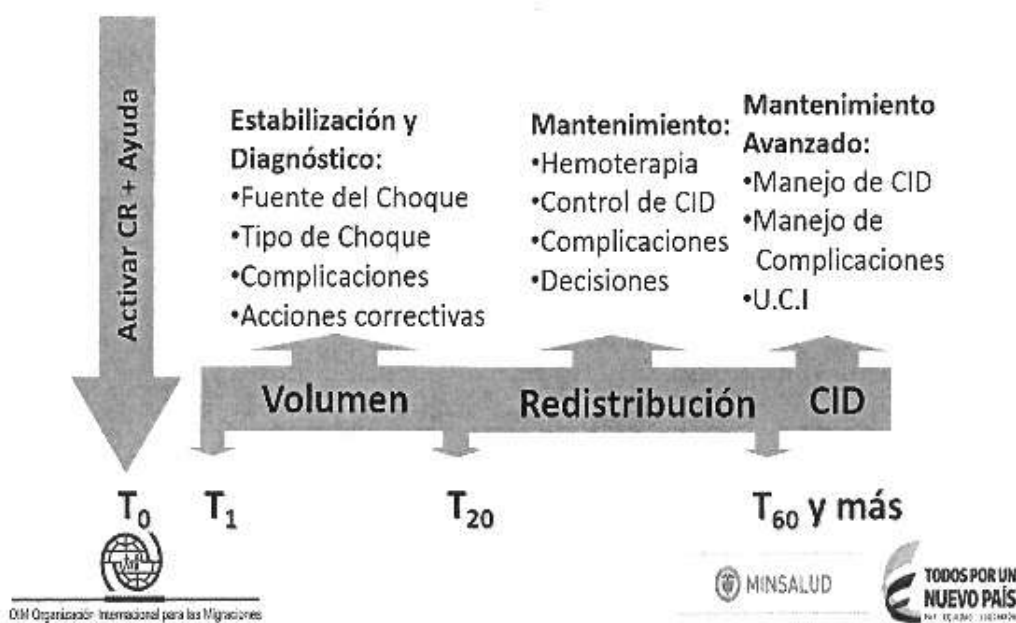 Activar CR + Ayuda
Estabilización y
Diagnóstico:
•Fuente del Choque
•Tipo de Choque
•Complicaciones
•Acciones correctivas
Mantenimiento:
•Hemoterapia
•Control de CID
•Complicaciones
•Decisiones
Mantenimiento
Avanzado:
•Manejo de CID
•Manejo de
Complicaciones
•U.C.I
Volumen
Redistribución
CID
T₀
T₁
T₂₀
T₆₀ y más
OIM Organización Internacional para las Migraciones
MINSALUD
TODOS POR UN
NUEVO PAÍS